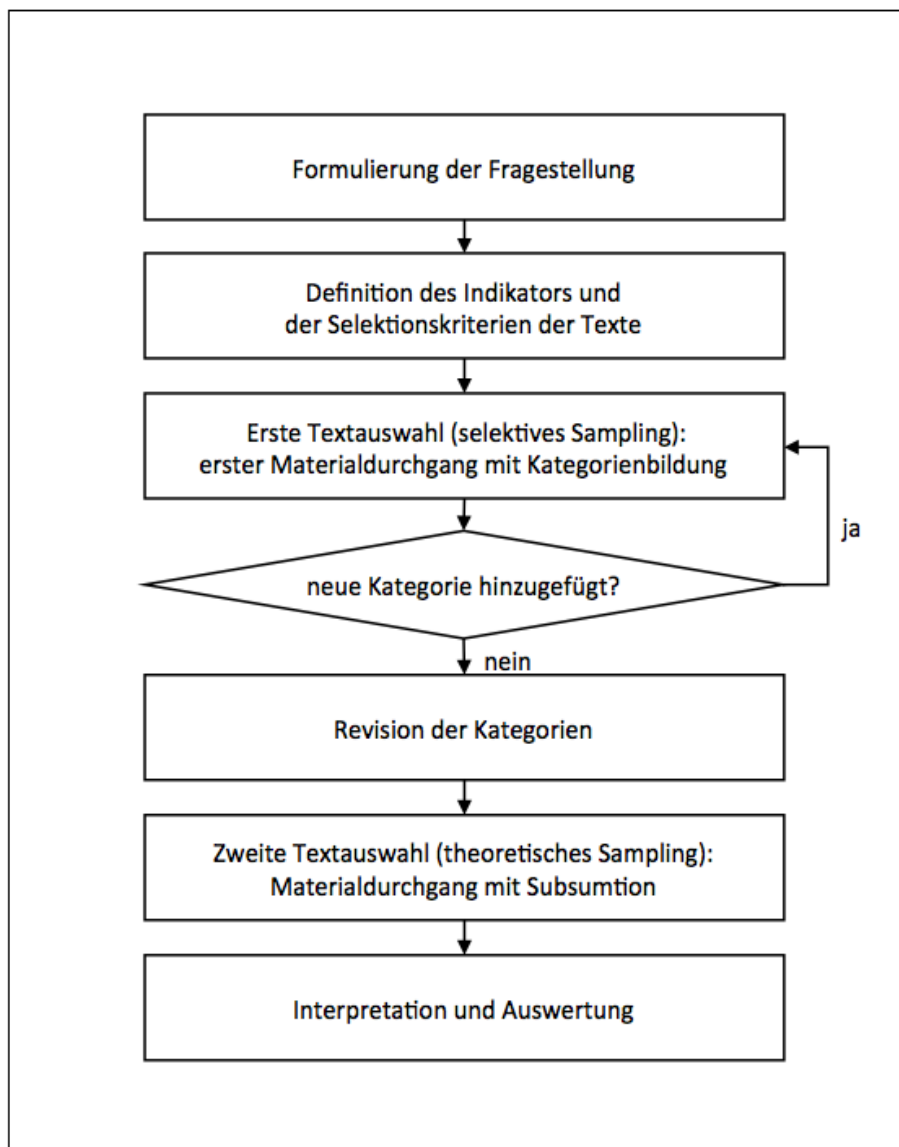 Formulierung der Fragestellung
Definition des Indikators und
der Selektionskriterien der Texte
Erste Textauswahl (selektives Sampling):
erster Materialdurchgang mit Kategorienbildung
ja
neue Kategorie hinzugefügt?
nein
Revision der Kategorien
Zweite Textauswahl (theoretisches Sampling):
Materialdurchgang mit Subsumtion
Interpretation und Auswertung